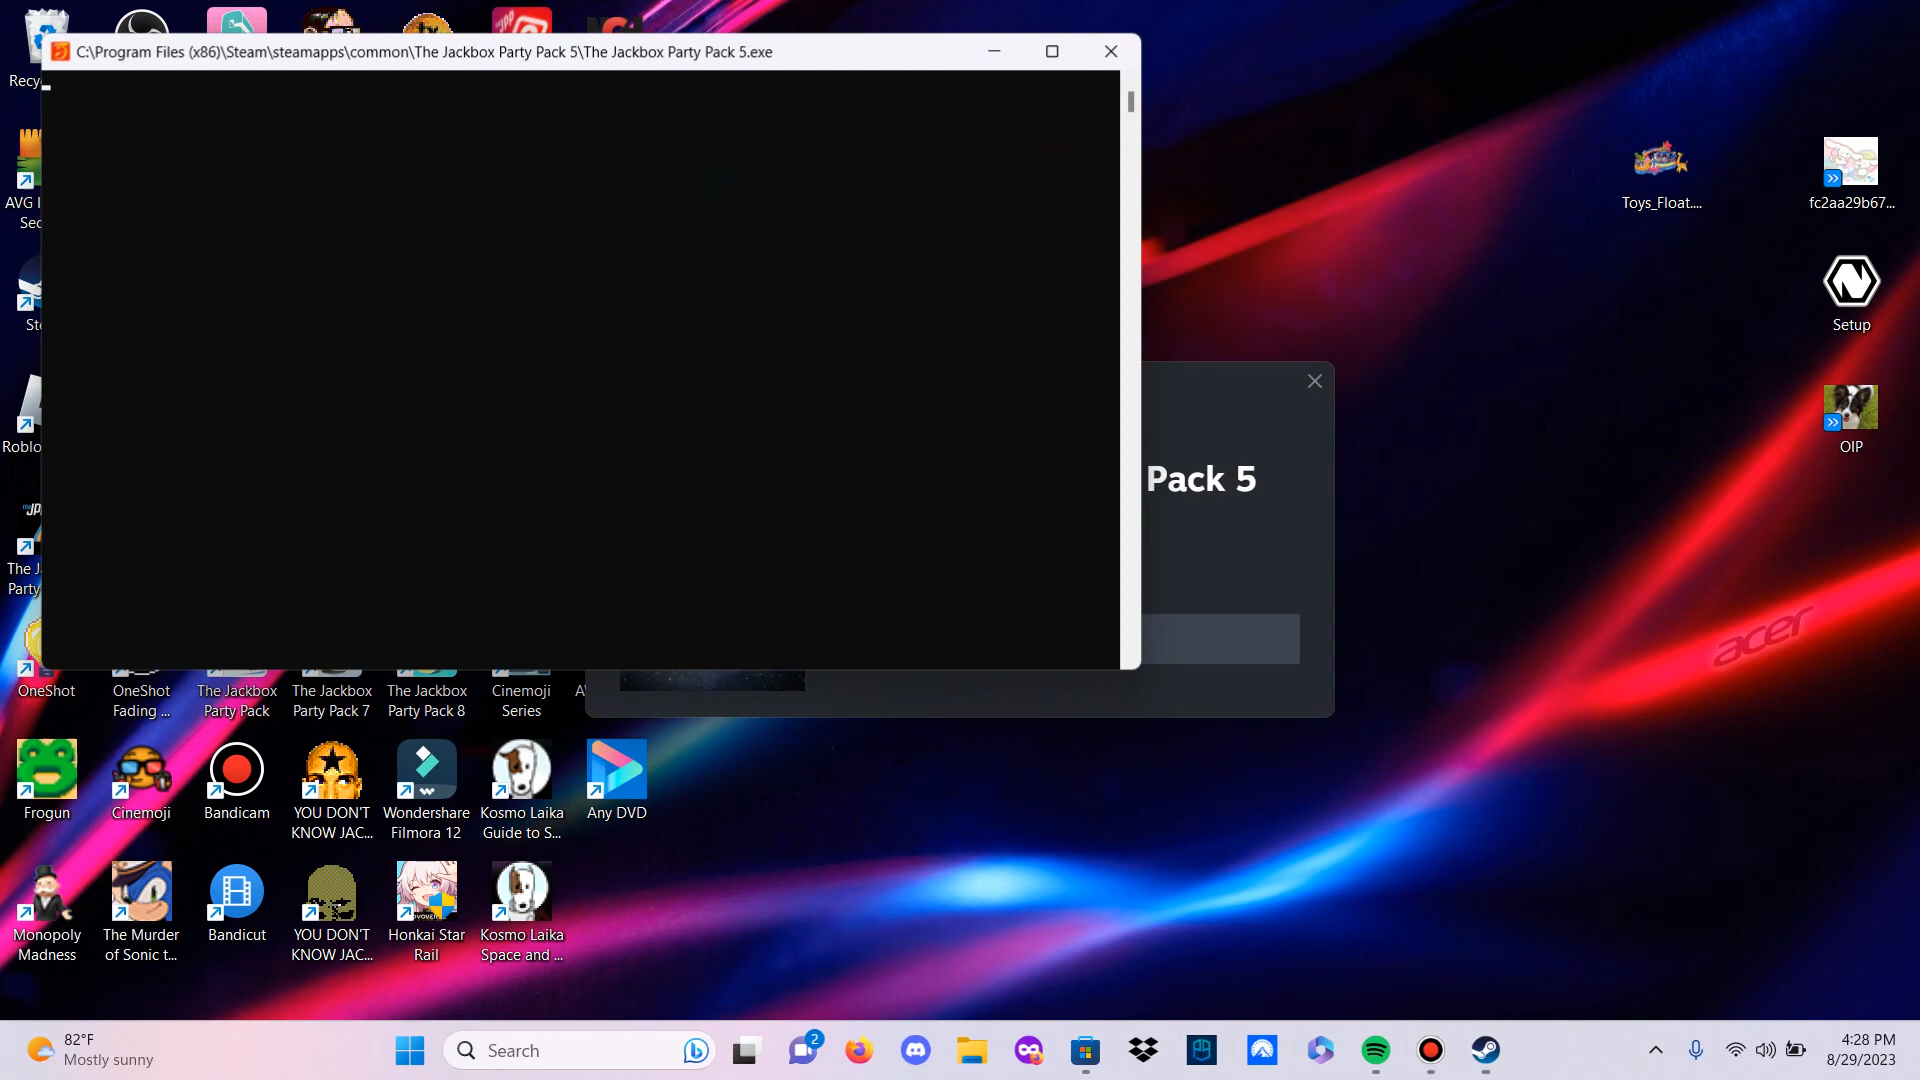 C:\Program Files (x86)\Steam\steamapps\common\The Jackbox Party Pack 5\The Jackbox Party Pack 5.exe
Toys_Float....
fc2aa29b67...
Setup
OIP
Pack 5
acer
OneShot
OneShot
Fading ...
The Jackbox
Party Pack
The Jackbox
Party Pack 7
The Jackbox
Party Pack 8
Cinemoji
Series
AVG
Roblo
The J
Party
Frogun
Cinemoji
Bandicam
YOU DON'T
KNOW JAC...
Wondershare
Filmora 12
Kosmo Laika
Guide to S...
Any DVD
Monopoly
Madness
The Murder
of Sonic t...
Bandicut
YOU DON'T
KNOW JAC...
Honkai Star
Rail
Kosmo Laika
Space and ...
82°F
Mostly sunny
Search
2
4:28 PM
8/29/2023